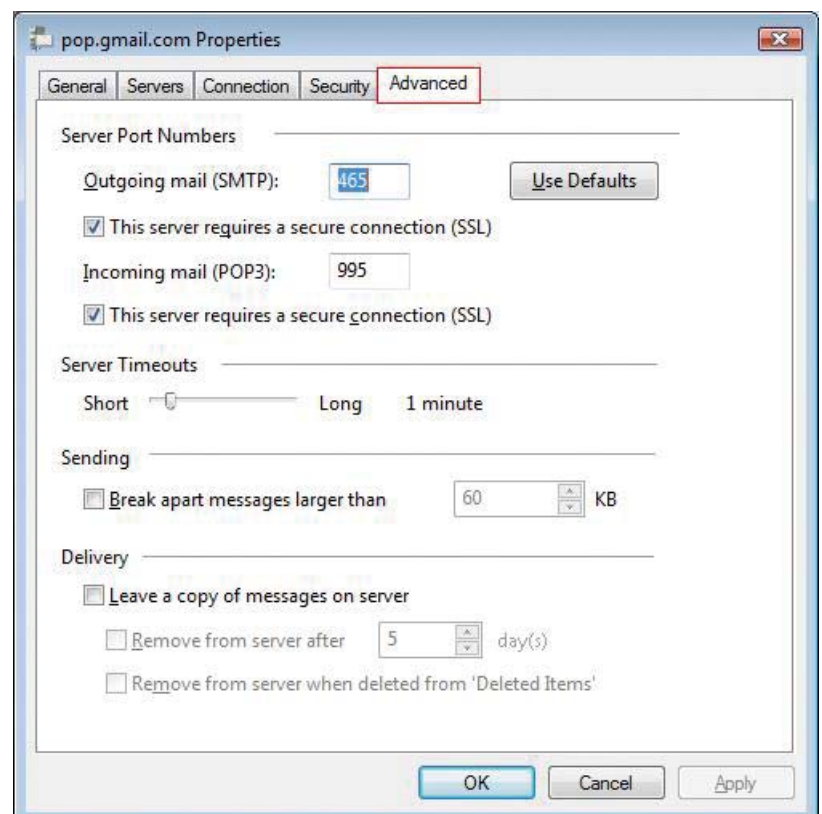 pop.gmail.com Properties
General Servers Connection Security Advanced
Server Port Numbers
Outgoing mail (SMTP): 465 Use Defaults
This server requires a secure connection (SSL)
Incoming mail (POP3): 995
This server requires a secure connection (SSL)
Server Timeouts
Short Long 1 minute
Sending
Break apart messages larger than 60 KB
Delivery
Leave a copy of messages on server
Remove from server after 5 day(s)
Remove from server when deleted from 'Deleted Items'
OK Cancel Apply